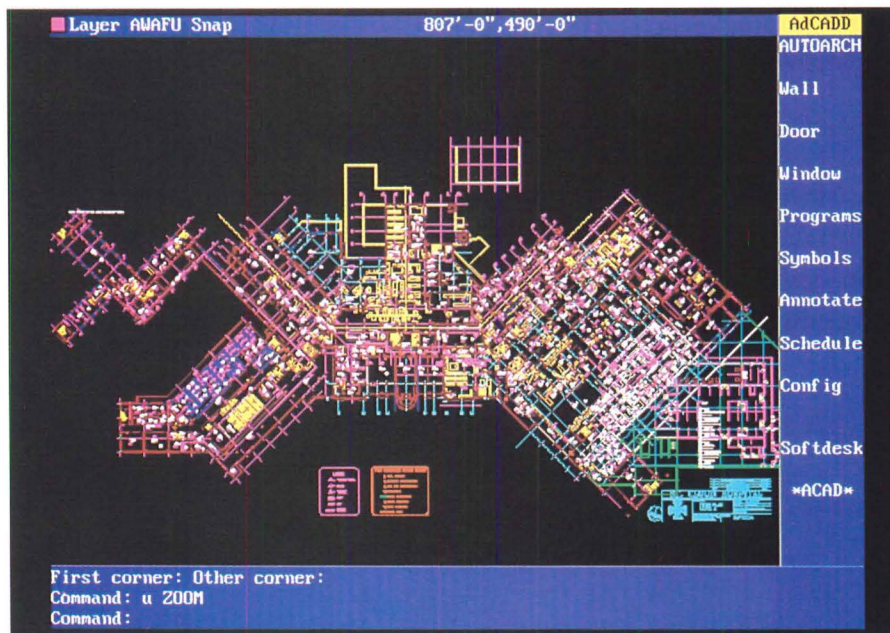 Layer AWAFU Snap
807'-0",490'-0"
AdCADD
AUTOARCH
Wall
Door
Window
Programs
Symbols
Annotate
Schedule
Config
Softdesk
*ACAD*
HOSPITAL
First corner: Other corner:
Command: u ZOOM
Command: